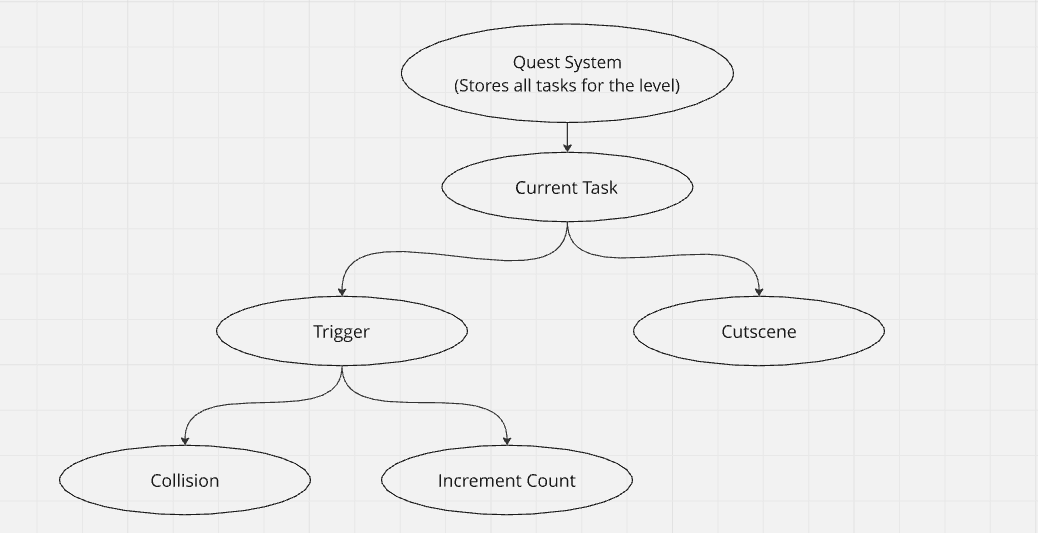 Quest System
(Stores all tasks for the level)
Current Task
Trigger
Cutscene
Collision
Increment Count